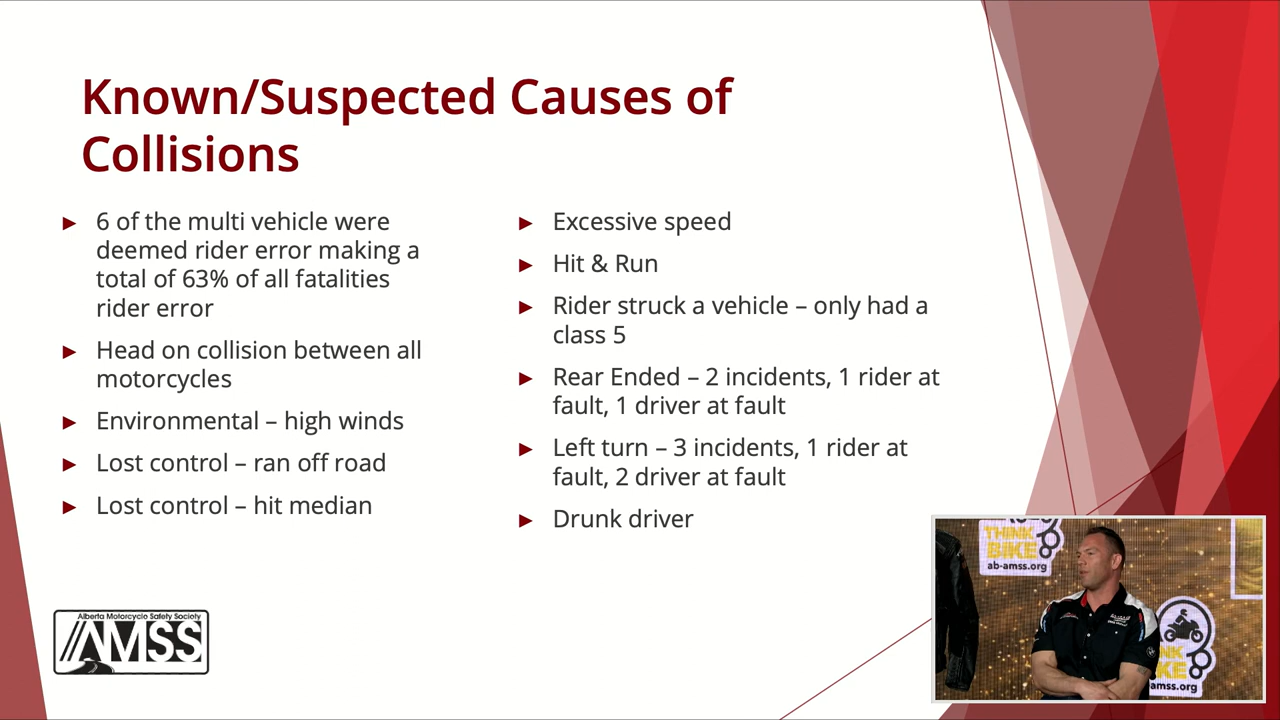 Known/Suspected Causes of
Collisions
6 of the multi vehicle were
deemed rider error making a
total of 63% of all fatalities
rider error
Head on collision between all
motorcycles
Environmental – high winds
Lost control – ran off road
Lost control – hit median
Excessive speed
Hit & Run
Rider struck a vehicle – only had a
class 5
Rear Ended – 2 incidents, 1 rider at
fault, 1 driver at fault
Left turn – 3 incidents, 1 rider at
fault, 2 driver at fault
Drunk driver
Alberta Motorcycle Safety Society
AMSS
THINK
BIKE
ab-amss.org
NK
KE
amss.org